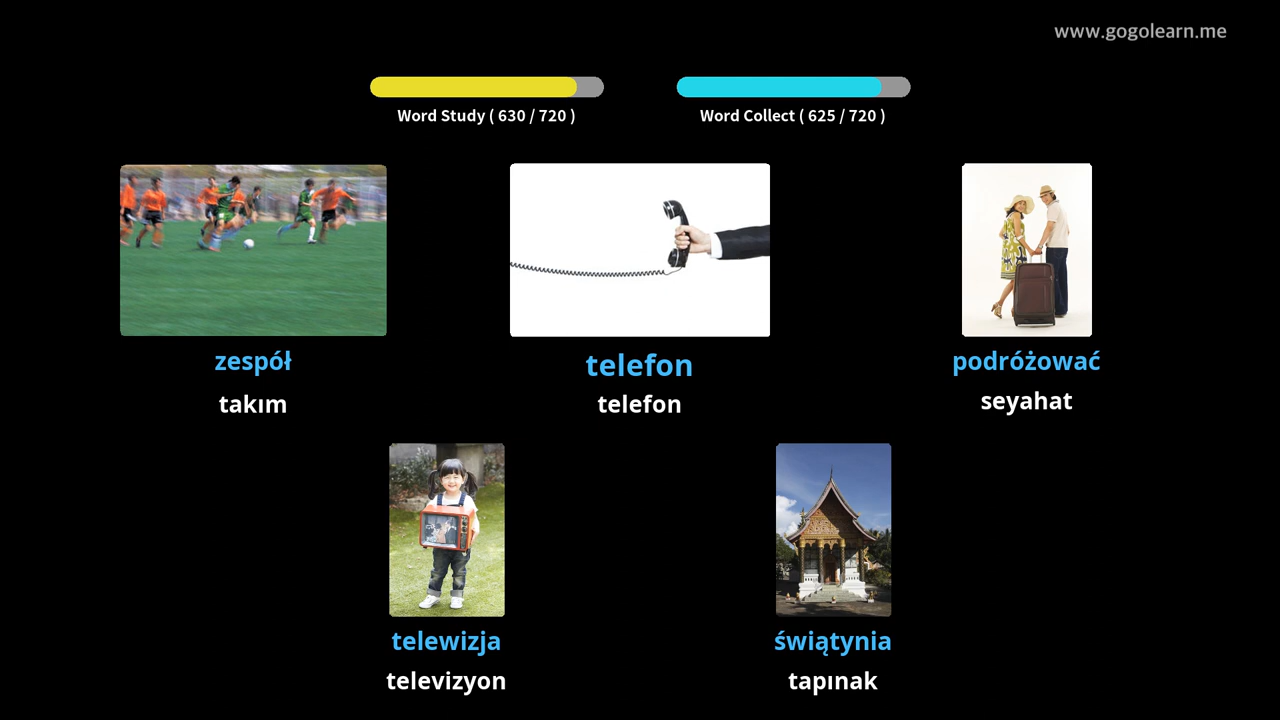 www.gogolearn.me
Word Study ( 630 / 720 )
Word Collect ( 625 / 720 )
zespół
takım
telefon
telefon
podróżować
seyahat
telewizja
televizyon
świątynia
tapınak